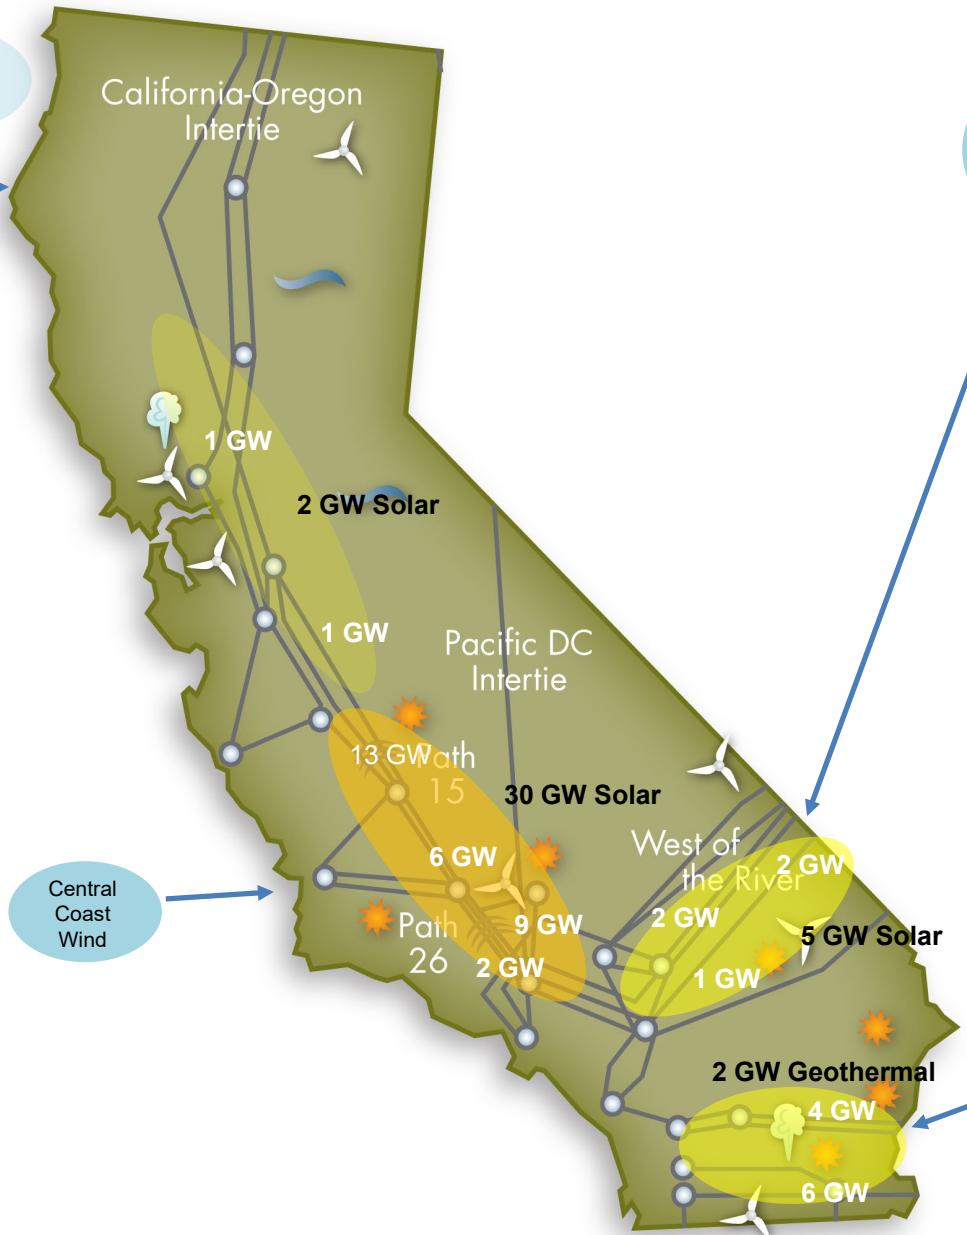 California-Oregon
Intertie
1 GW
2 GW Solar
1 GW
Pacific DC
Intertie
13 GW
Path
15
30 GW Solar
6 GW
West of
the River
2 GW
Central
Coast
Wind
Path
26
9 GW
2 GW
2 GW
5 GW Solar
1 GW
2 GW Geothermal
4 GW
6 GW